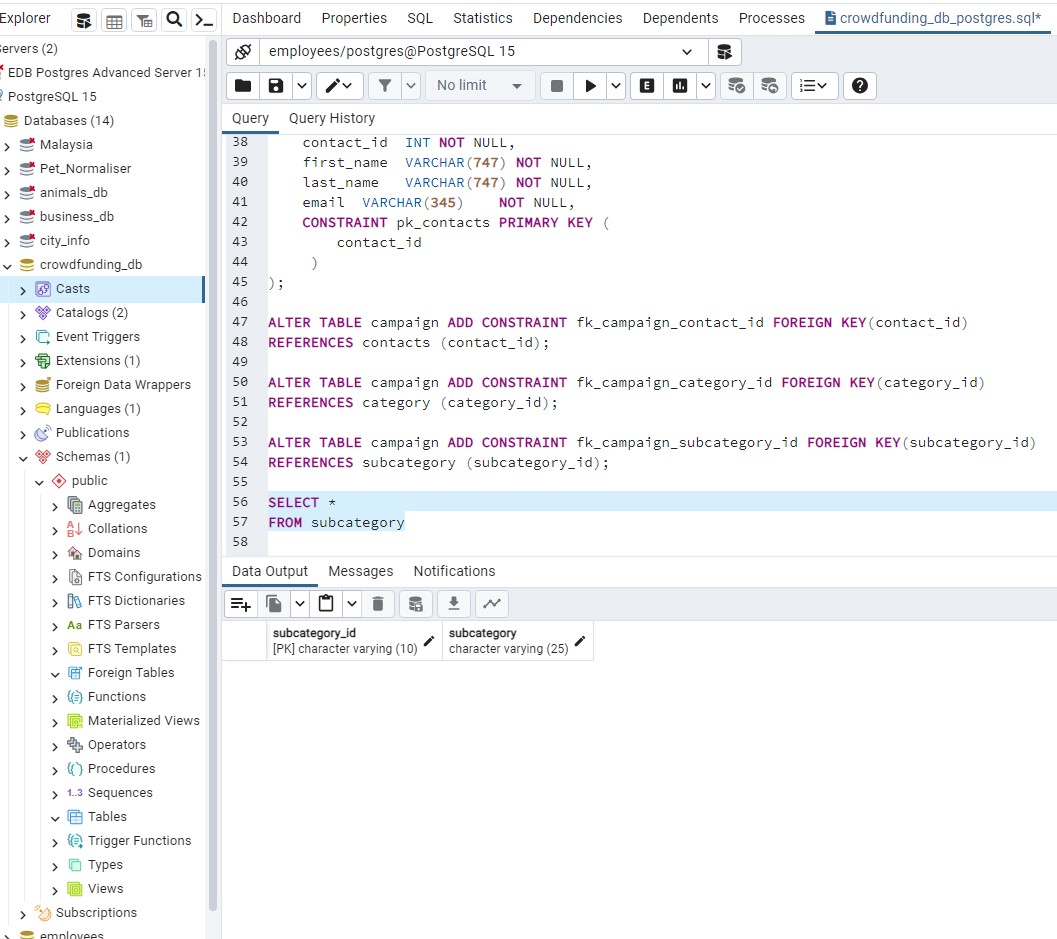 Explorer
Servers (2)
EDB Postgres Advanced Server 15
PostgreSQL 15
Databases (14)
Malaysia
Pet_Normaliser
animals_db
business_db
city_info
crowdfunding_db
Casts
Catalogs (2)
Event Triggers
Extensions (1)
Foreign Data Wrappers
Languages (1)
Publications
Schemas (1)
public
Aggregates
Collations
Domains
FTS Configurations
FTS Dictionaries
Aa FTS Parsers
FTS Templates
Foreign Tables
Functions
Materialized Views
Operators
Procedures
1..3 Sequences
Tables
Trigger Functions
Types
Views
Subscriptions
employees
Dashboard Properties SQL Statistics Dependencies Dependents Processes crowdfunding_db_postgres.sql*
employees/postgres@PostgreSQL 15
No limit
Query Query History
38 contact_id INT NOT NULL,
39 first_name VARCHAR(747) NOT NULL,
40 last_name VARCHAR(747) NOT NULL,
41 email VARCHAR(345) NOT NULL,
42 CONSTRAINT pk_contacts PRIMARY KEY (
43 contact_id
44 )
45 );
46
47 ALTER TABLE campaign ADD CONSTRAINT fk_campaign_contact_id FOREIGN KEY(contact_id)
48 REFERENCES contacts (contact_id);
49
50 ALTER TABLE campaign ADD CONSTRAINT fk_campaign_category_id FOREIGN KEY(category_id)
51 REFERENCES category (category_id);
52
53 ALTER TABLE campaign ADD CONSTRAINT fk_campaign_subcategory_id FOREIGN KEY(subcategory_id)
54 REFERENCES subcategory (subcategory_id);
55
56 SELECT *
57 FROM subcategory
58
Data Output Messages Notifications
subcategory_id subcategory
[PK] character varying (10) character varying (25)